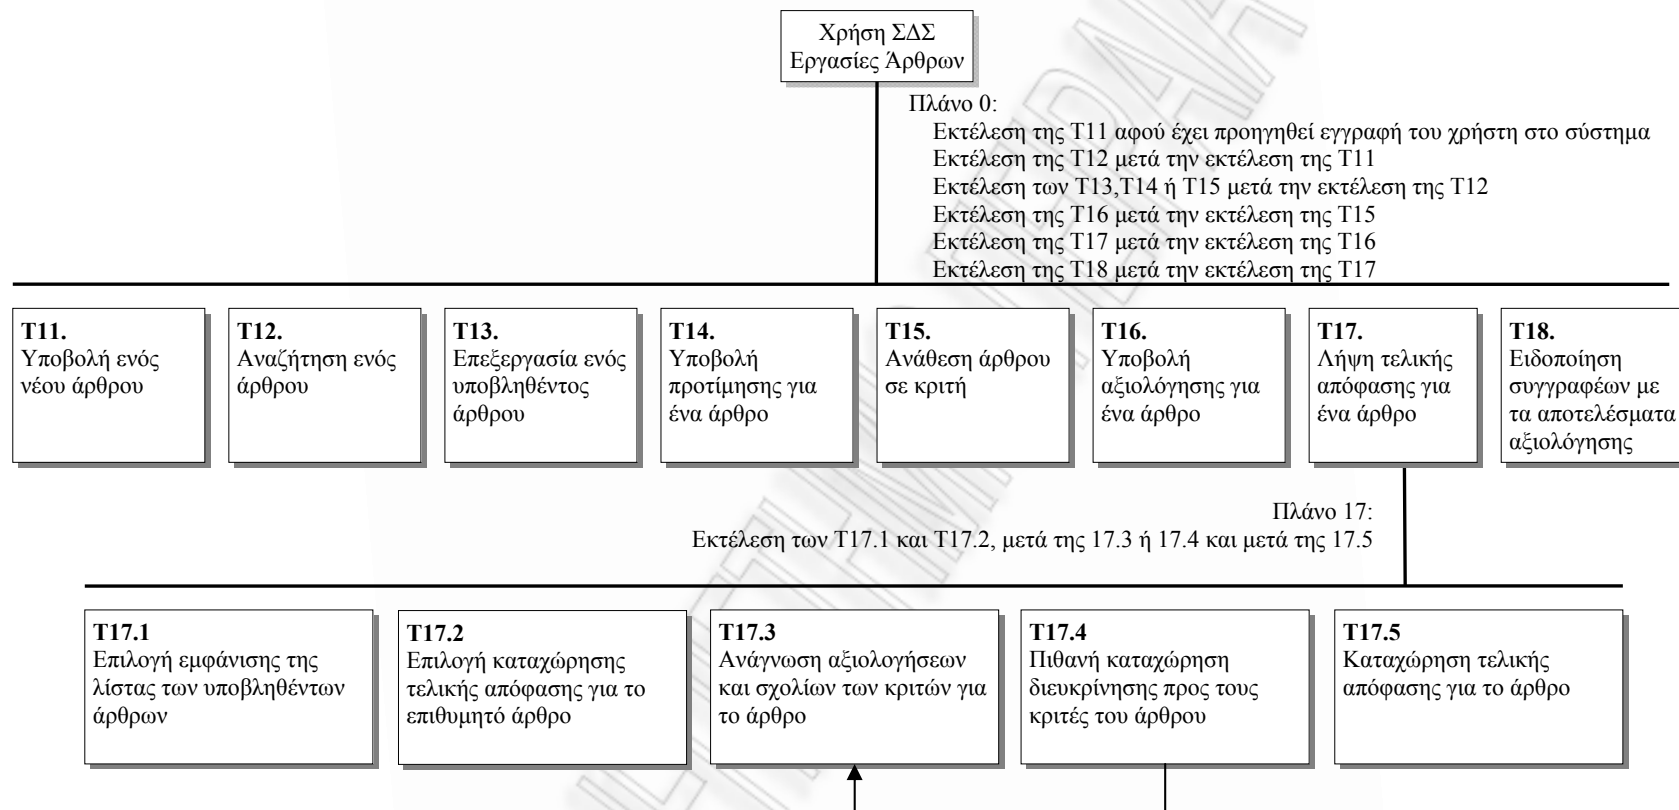 Χρήση ΣΔΣ
Εργασίες Άρθρων
Πλάνο 0:
Εκτέλεση της Τ11 αφού έχει προηγηθεί εγγραφή του χρήστη στο σύστημα
Εκτέλεση της Τ12 μετά την εκτέλεση της Τ11
Εκτέλεση των Τ13,Τ14 ή Τ15 μετά την εκτέλεση της Τ12
Εκτέλεση της Τ16 μετά την εκτέλεση της Τ15
Εκτέλεση της Τ17 μετά την εκτέλεση της Τ16
Εκτέλεση της Τ18 μετά την εκτέλεση της Τ17
Τ11.
Υποβολή ενός
νέου άρθρου
Τ12.
Αναζήτηση ενός
άρθρου
Τ13.
Επεξεργασία ενός
υποβληθέντος
άρθρου
Τ14.
Υποβολή
προτίμησης για
ένα άρθρο
Τ15.
Ανάθεση άρθρου
σε κριτή
Τ16.
Υποβολή
αξιολόγησης για
ένα άρθρο
Τ17.
Λήψη τελικής
απόφασης για
ένα άρθρο
Τ18.
Ειδοποίηση
συγγραφέων με
τα αποτελέσματα
αξιολόγησης
Πλάνο 17:
Εκτέλεση των Τ17.1 και Τ17.2, μετά της 17.3 ή 17.4 και μετά της 17.5
Τ17.1
Επιλογή εμφάνισης της
λίστας των υποβληθέντων
άρθρων
Τ17.2
Επιλογή καταχώρησης
τελικής απόφασης για το
επιθυμητό άρθρο
Τ17.3
Ανάγνωση αξιολογήσεων
και σχολίων των κριτών για
το άρθρο
Τ17.4
Πιθανή καταχώρηση
διευκρίνησης προς τους
κριτές του άρθρου
Τ17.5
Καταχώρηση τελικής
απόφασης για το άρθρο